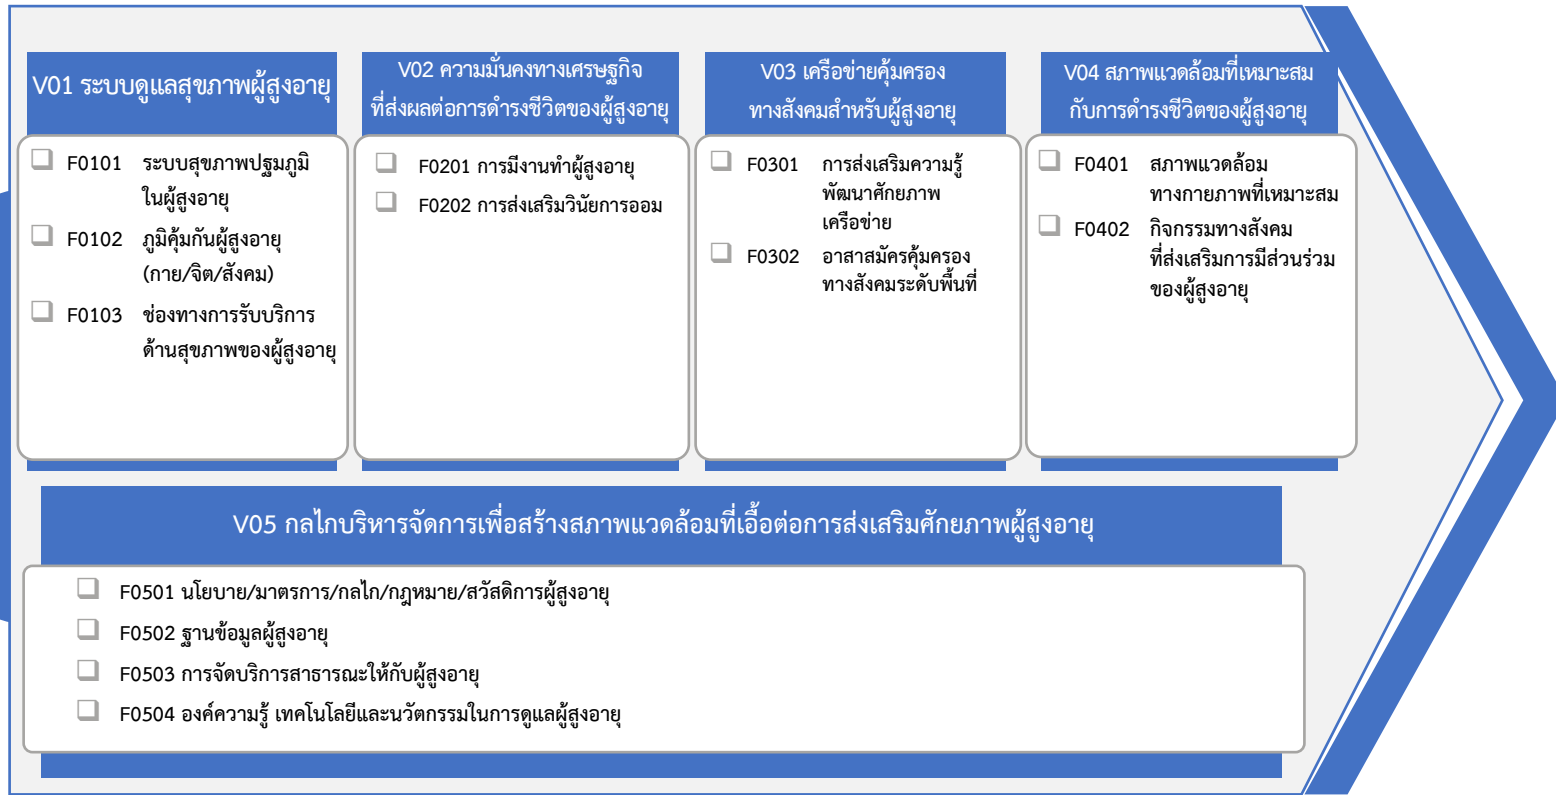 V01 ระบบดูแลสุขภาพผู้สูงอายุ
F0101 ระบบสุขภาพปฐมภูมิ
ในผู้สูงอายุ
F0102 ภูมิคุ้มกันผู้สูงอายุ
(กาย/จิต/สังคม)
F0103 ช่องทางการรับบริการ
ด้านสุขภาพของผู้สูงอายุ
V02 ความมั่นคงทางเศรษฐกิจ
ที่ส่งผลต่อการดำรงชีวิตของผู้สูงอายุ
F0201 การมีงานทำผู้สูงอายุ
F0202 การส่งเสริมวินัยการออม
V03 เครือข่ายคุ้มครอง
ทางสังคมสำหรับผู้สูงอายุ
F0301 การส่งเสริมความรู้
พัฒนาศักยภาพ
เครือข่าย
F0302 อาสาสมัครคุ้มครอง
ทางสังคมระดับพื้นที่
V04 สภาพแวดล้อมที่เหมาะสม
กับการดำรงชีวิตของผู้สูงอายุ
F0401 สภาพแวดล้อม
ทางกายภาพที่เหมาะสม
F0402 กิจกรรมทางสังคม
ที่ส่งเสริมการมีส่วนร่วม
ของผู้สูงอายุ
V05 กลไกบริหารจัดการเพื่อสร้างสภาพแวดล้อมที่เอื้อต่อการส่งเสริมศักยภาพผู้สูงอายุ
F0501 นโยบาย/มาตรการ/กลไก/กฎหมาย/สวัสดิการผู้สูงอายุ
F0502 ฐานข้อมูลผู้สูงอายุ
F0503 การจัดบริการสาธารณะให้กับผู้สูงอายุ
F0504 องค์ความรู้ เทคโนโลยีและนวัตกรรมในการดูแลผู้สูงอายุ